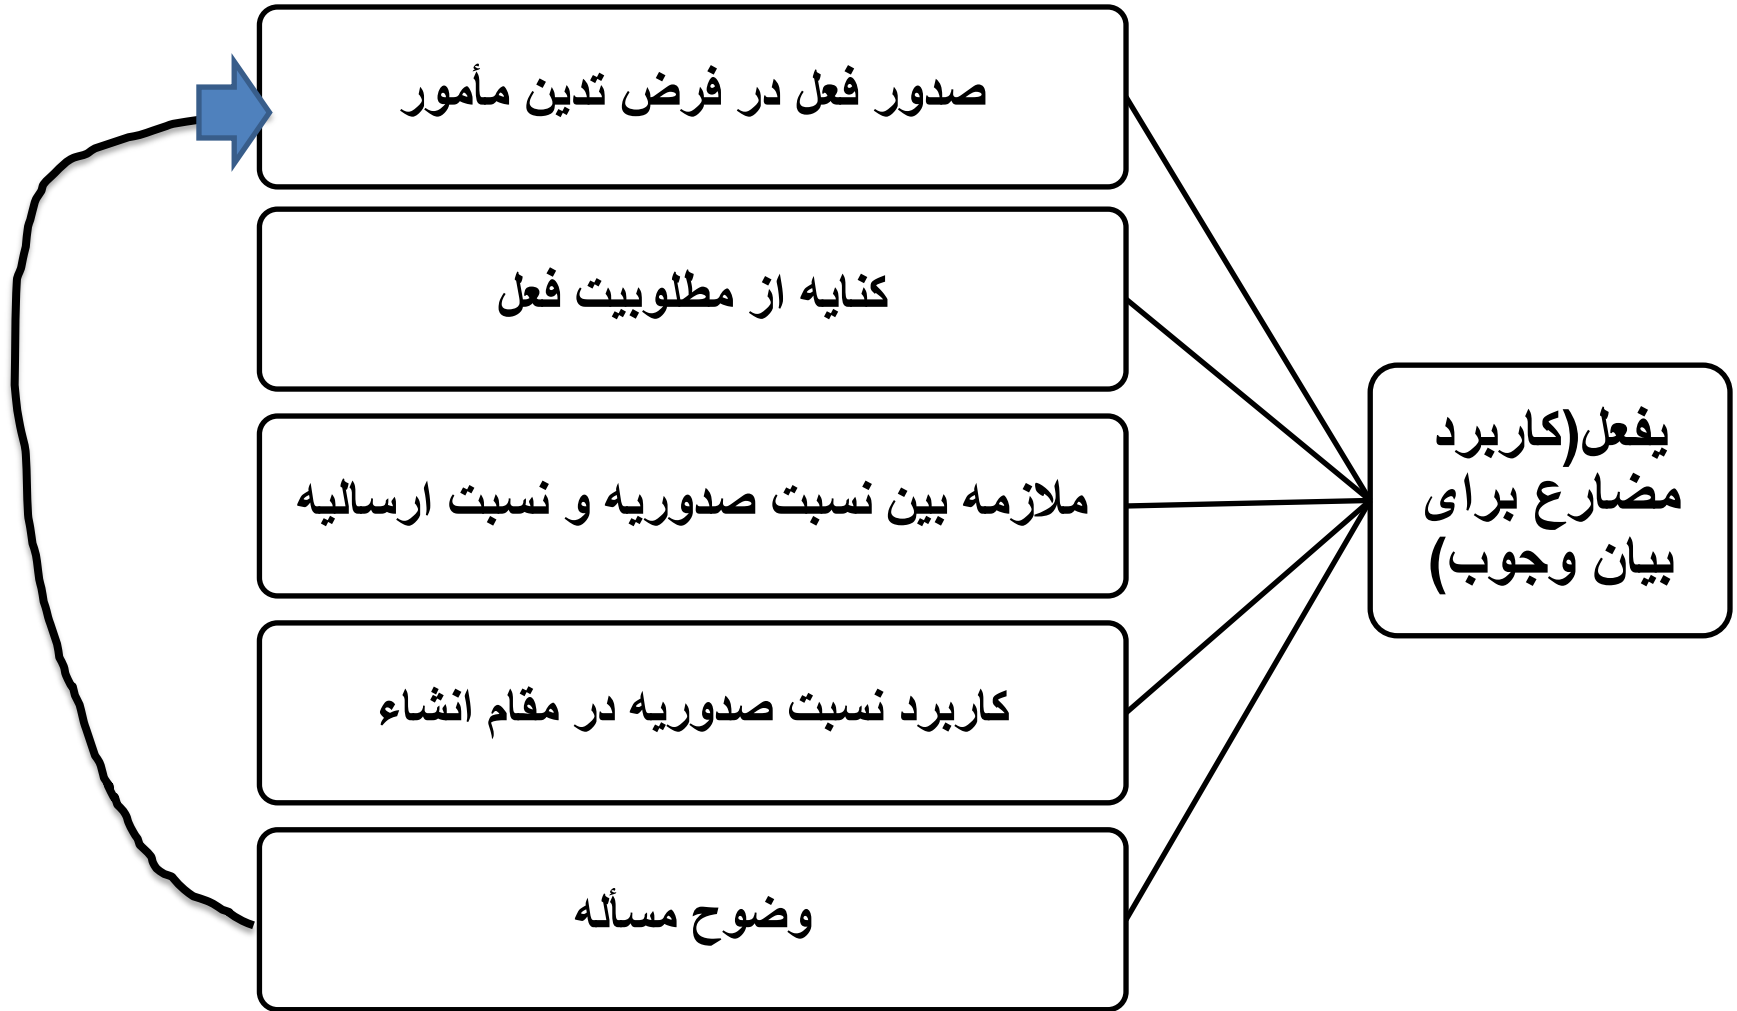 یفعل(کاربرد
مضارع برای
بیان وجوب)
صدور فعل در فرض تدین مأمور
کنایه از مطلوبیت فعل
ملازمه بین نسبت صدوریه و نسبت ارسالیه
کاربرد نسبت صدوریه در مقام انشاء
وضوح مسأله